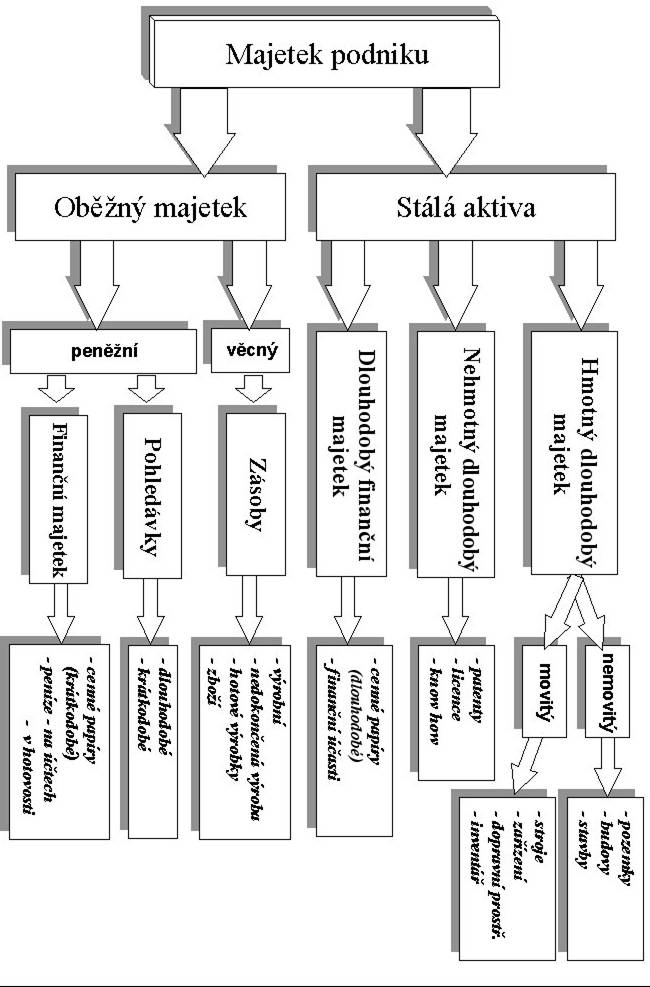 Majetek podniku
Oběžný majetek
Stálá aktiva
peněžní
věcný
Finanční majetek
Pohledávky
Zásoby
Dlouhodobý finanční
majetek
Nehmotný dlouhodobý
majetek
Hmotný dlouhodobý
majetek
- cenné papíry
(krátkodobé)
- peníze - na účtech
- v hotovosti
- dlouhodobé
- krátkodobé
- výrobní
- nedokončená výroba
- hotové výrobky
- zboží
- cenné papíry
(dlouhodobé)
- finanční účasti
- patenty
- licence
- know how
movitý
nemovitý
- stroje
- zařízení
- dopravní prostř.
- inventář
- pozemky
- budovy
- stavby